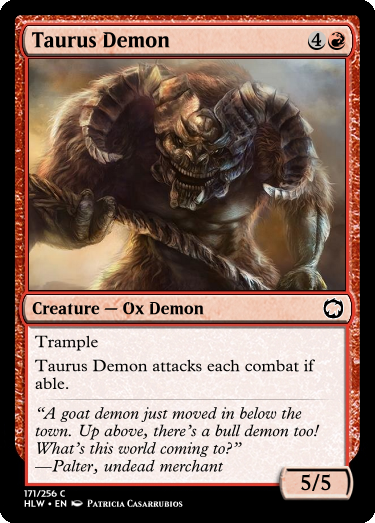 Taurus Demon 4
Creature — Ox Demon
Trample
Taurus Demon attacks each combat if
able.
“A goat demon just moved in below the
town. Up above, there’s a bull demon too!
What’s this world coming to?”
—Palter, undead merchant
5/5
171/256 C
HLW • EN Patricia Casarrubios